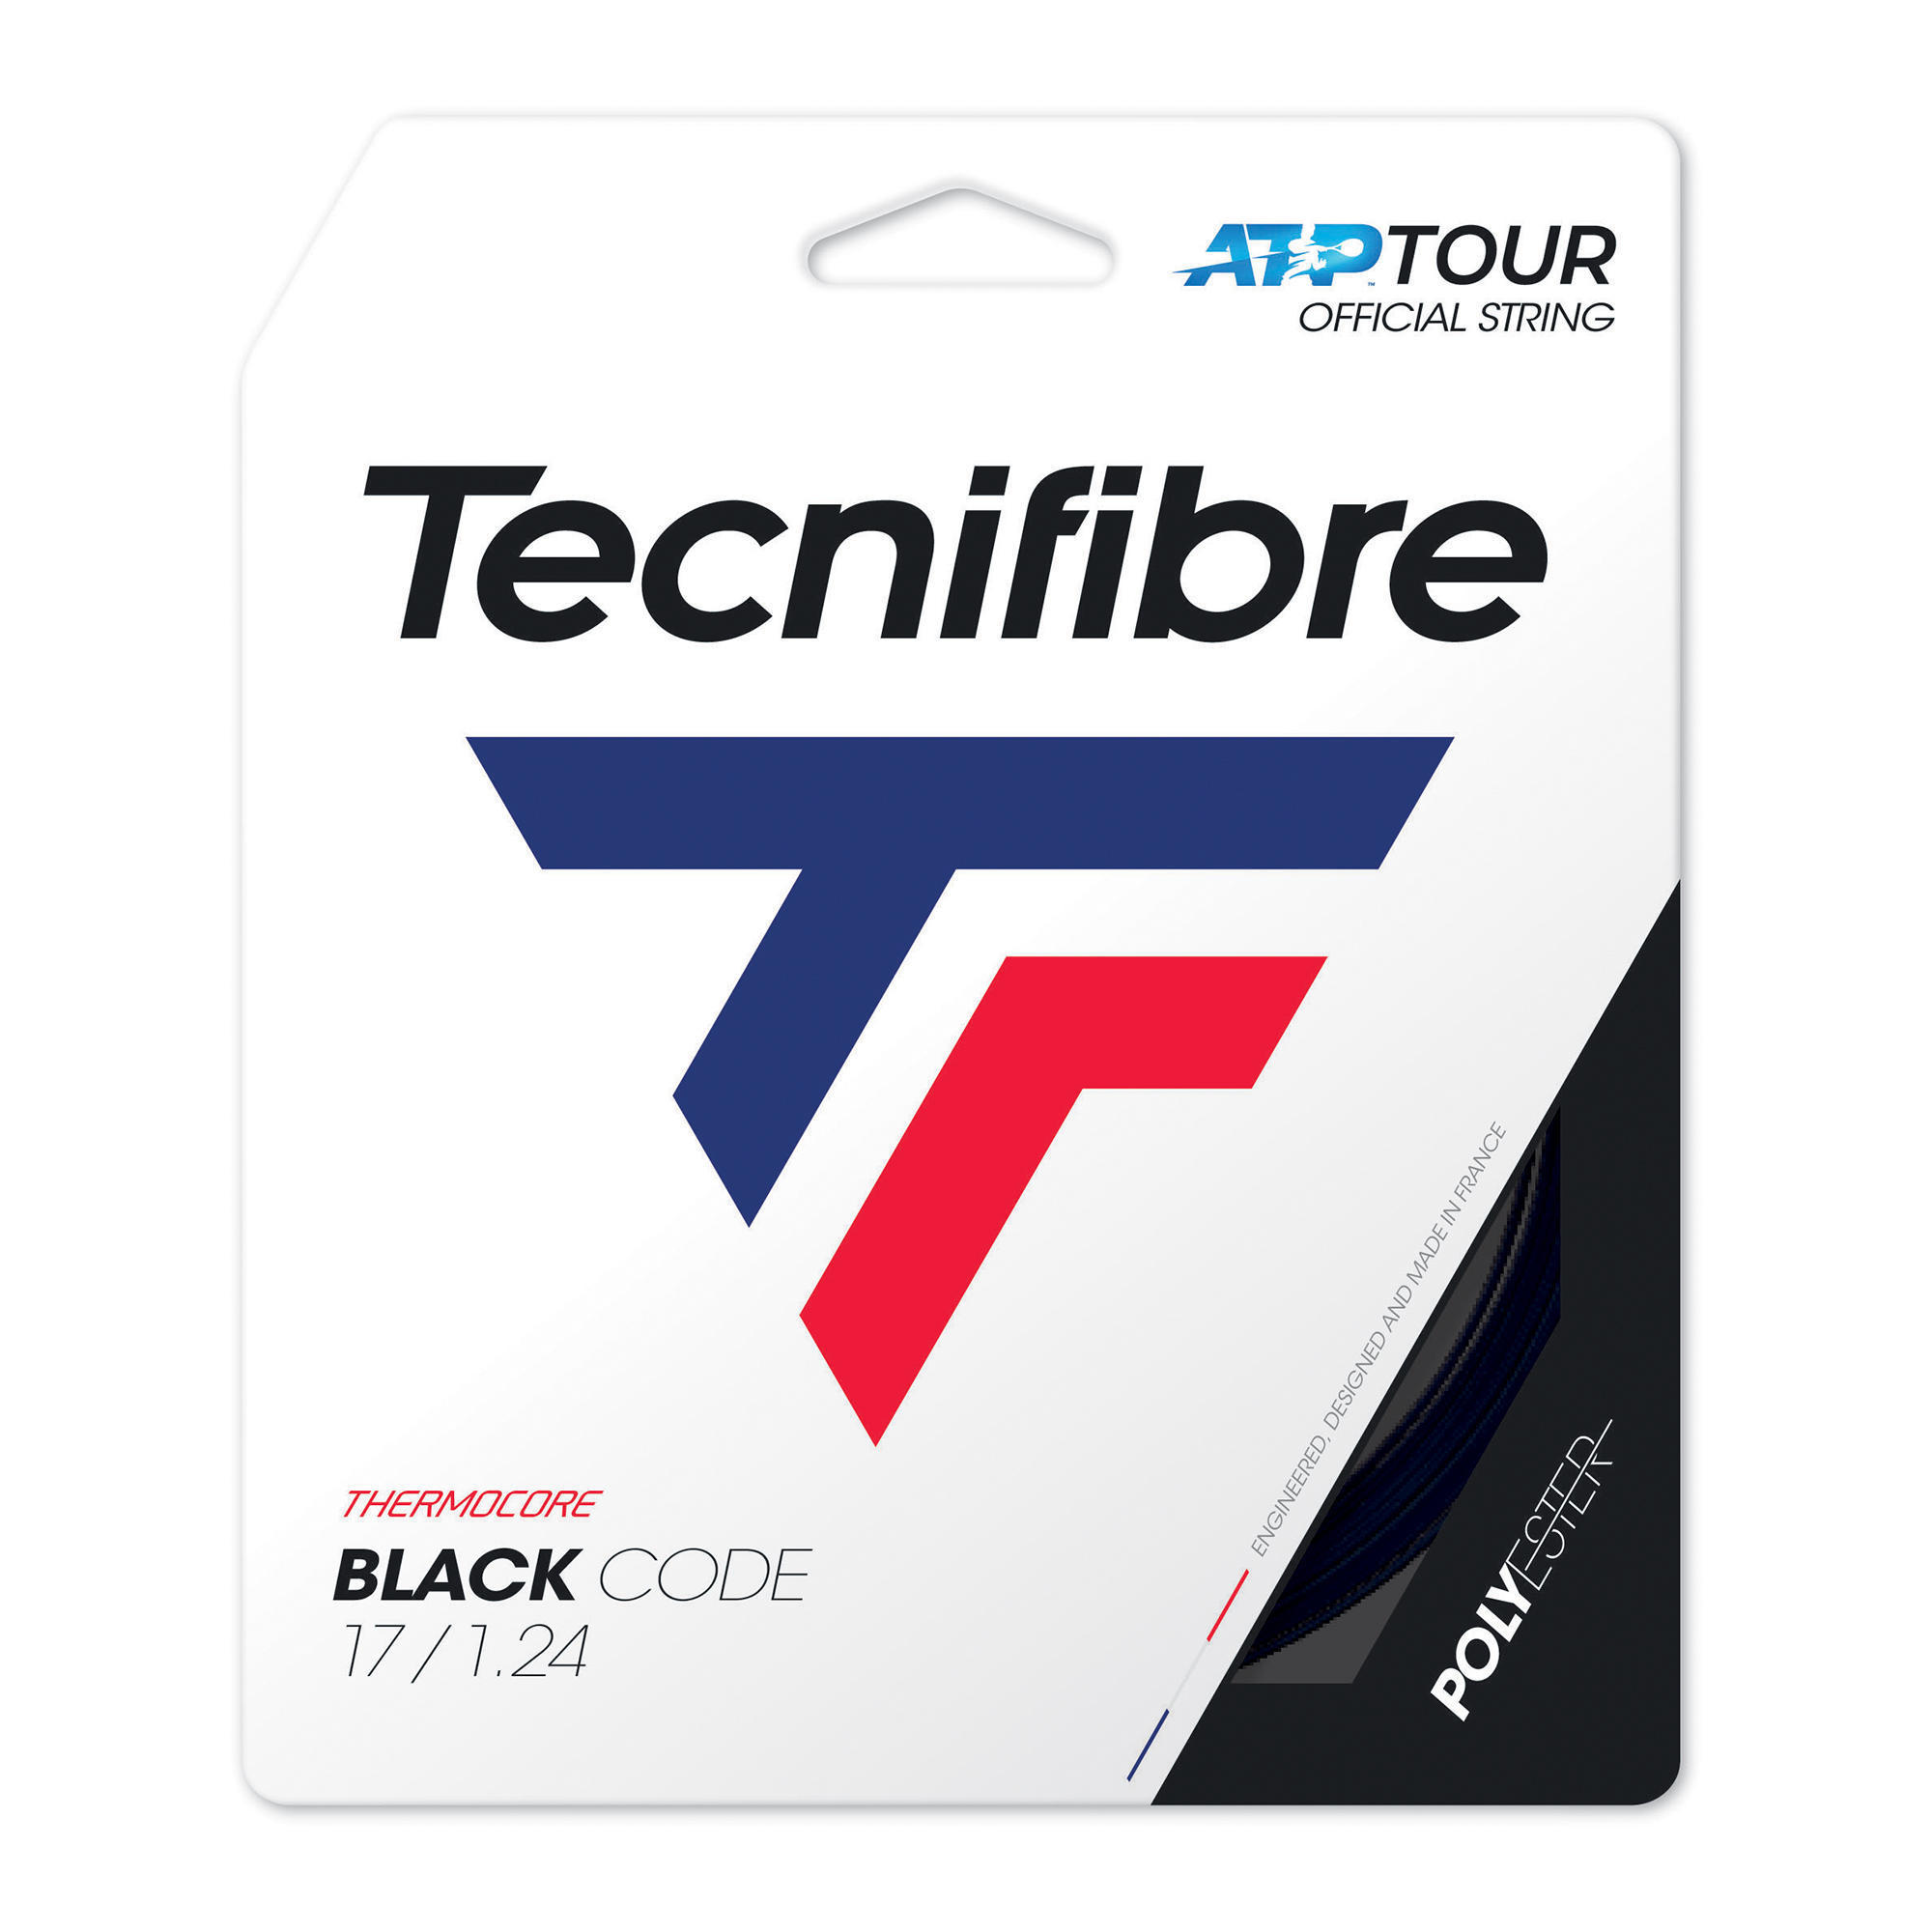 ATP TOUR
OFFICIAL STRING
Tecnifibre
THERMOCORE
BLACK CODE
17 / 1.24
ENGINEERED, DESIGNED AND MADE IN FRANCE
POLYESTER